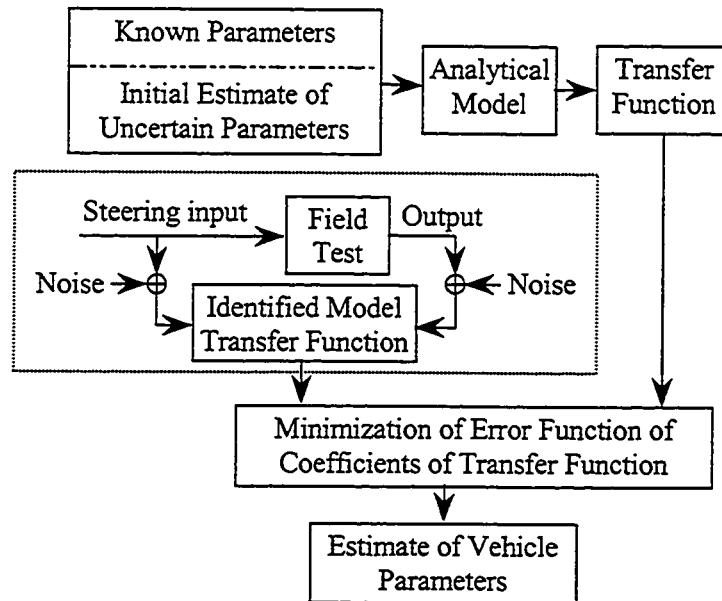 Known Parameters
Initial Estimate of
Uncertain Parameters
Analytical
Model
Transfer
Function
Steering input
Field
Test
Output
Noise
Noise
Identified Model
Transfer Function
Minimization of Error Function of
Coefficients of Transfer Function
Estimate of Vehicle
Parameters